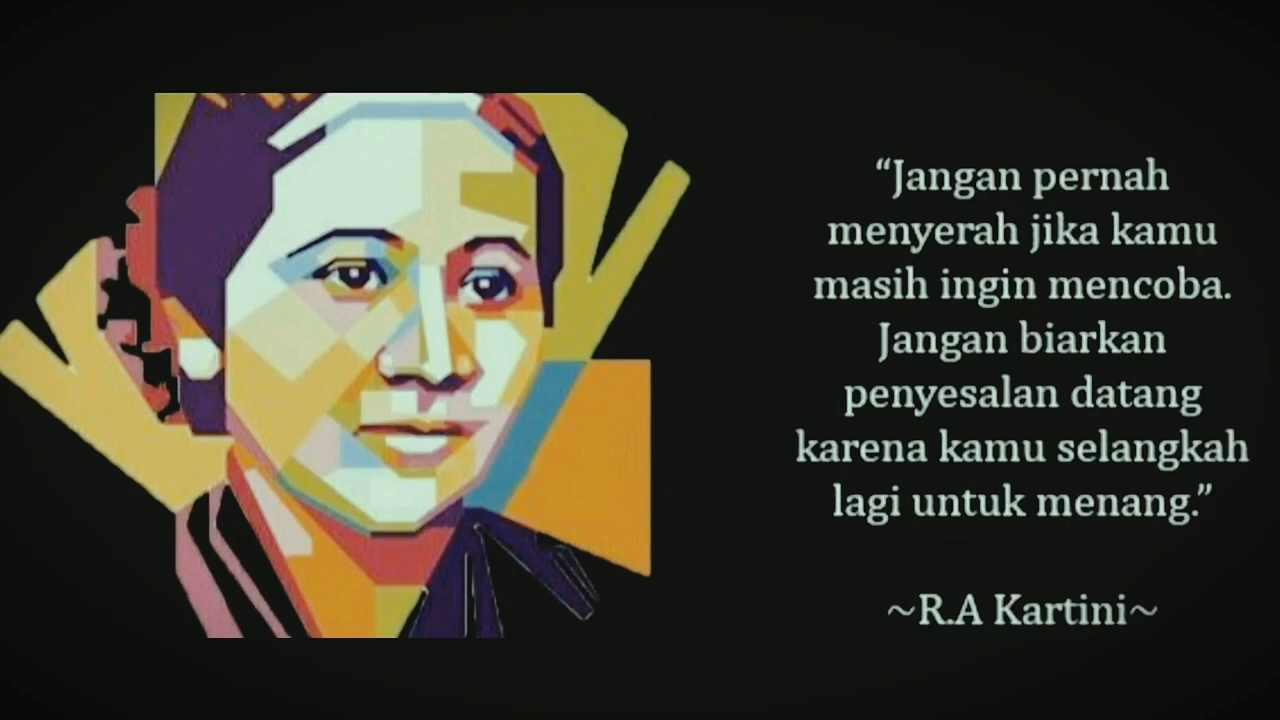 “Jangan pernah
menyerah jika kamu
masih ingin mencoba.
Jangan biarkan
penyesalan datang
karena kamu selangkah
lagi untuk menang.”
~R.A Kartini~